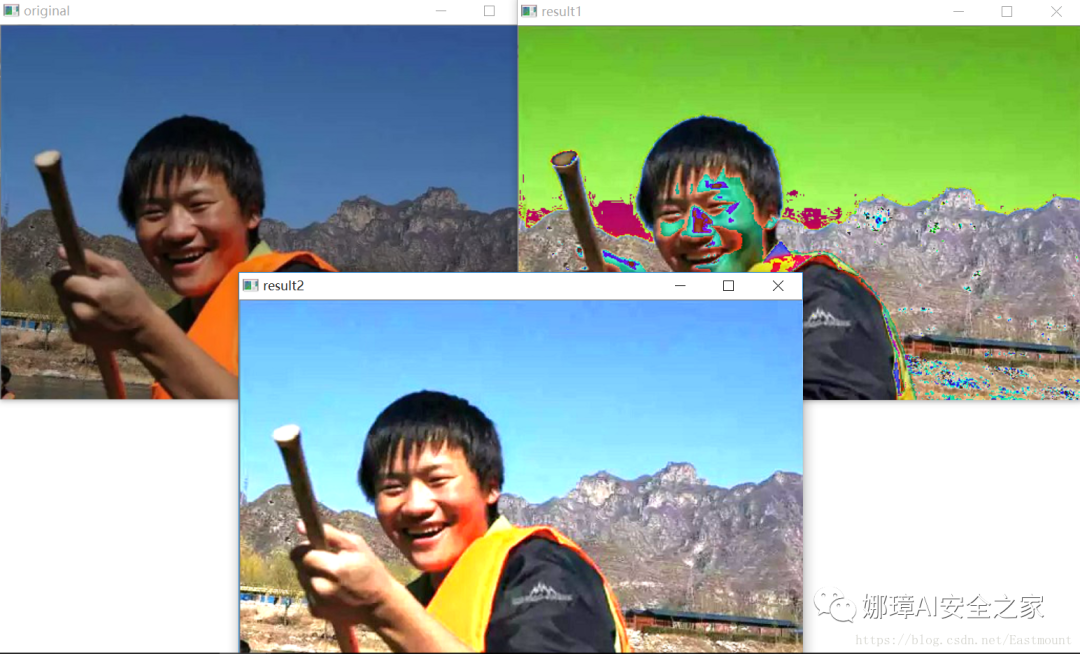 original
result1
result2
娜璋AI安全之家
https://blog.csdn.net/Eastmount